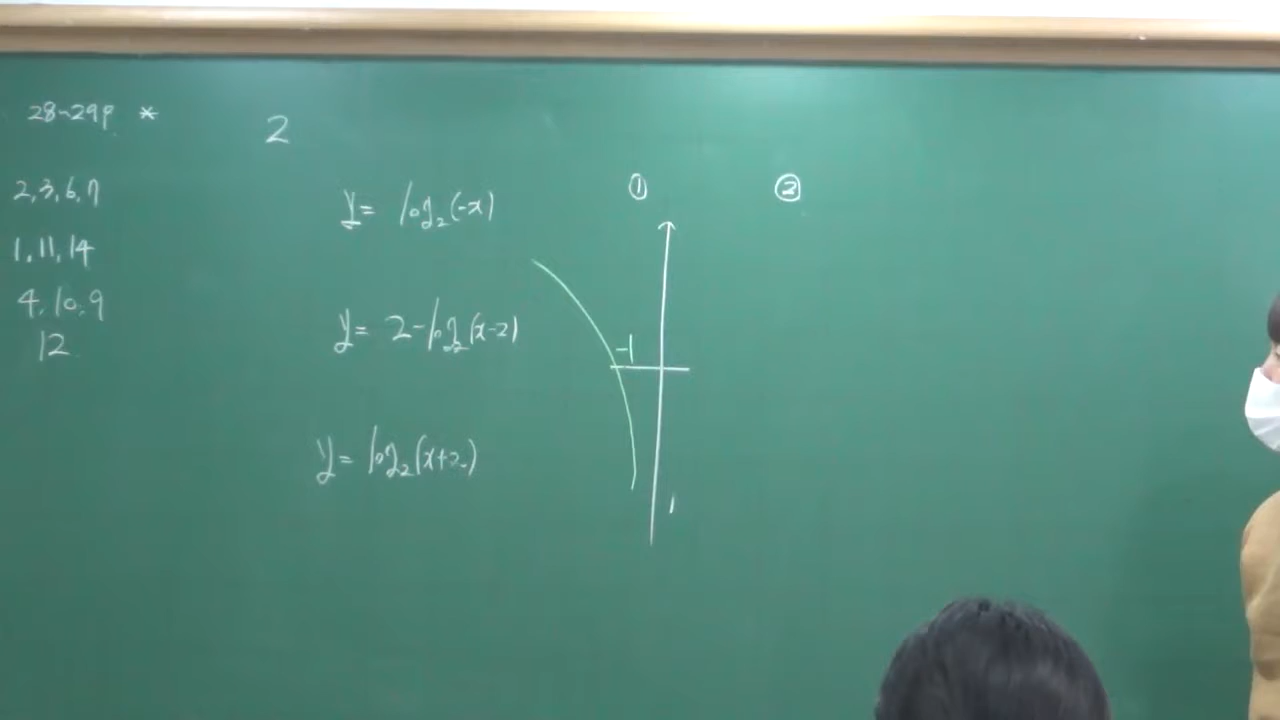 28~29p *
2,3,6,7
1,11,14
4,10,9
12
2
y= log₂(-x)
y= 2-log₂(x-2)
y= log₂(x+2)
① ②
-1
1